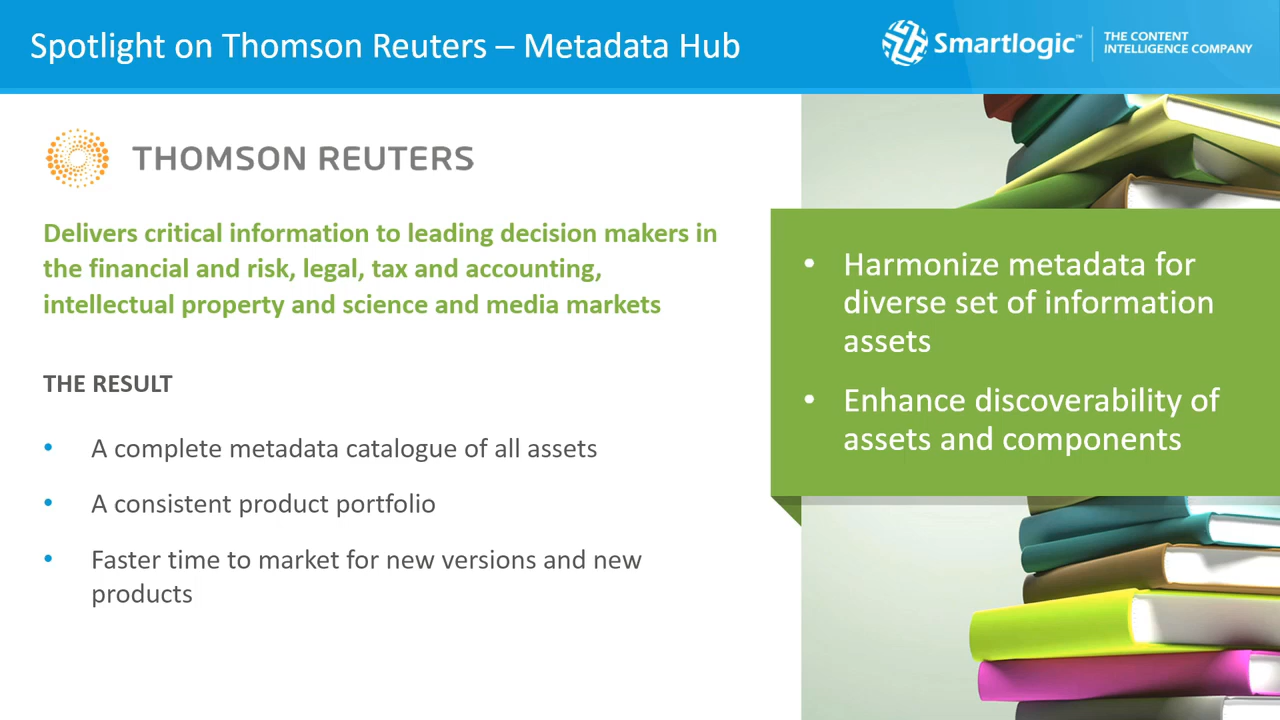 Spotlight on Thomson Reuters – Metadata Hub
Smartlogic™
THE CONTENT
INTELLIGENCE COMPANY
THOMSON REUTERS
Delivers critical information to leading decision makers in
the financial and risk, legal, tax and accounting,
intellectual property and science and media markets
THE RESULT
• A complete metadata catalogue of all assets
• A consistent product portfolio
• Faster time to market for new versions and new
products
• Harmonize metadata for
diverse set of information
assets
• Enhance discoverability of
assets and components